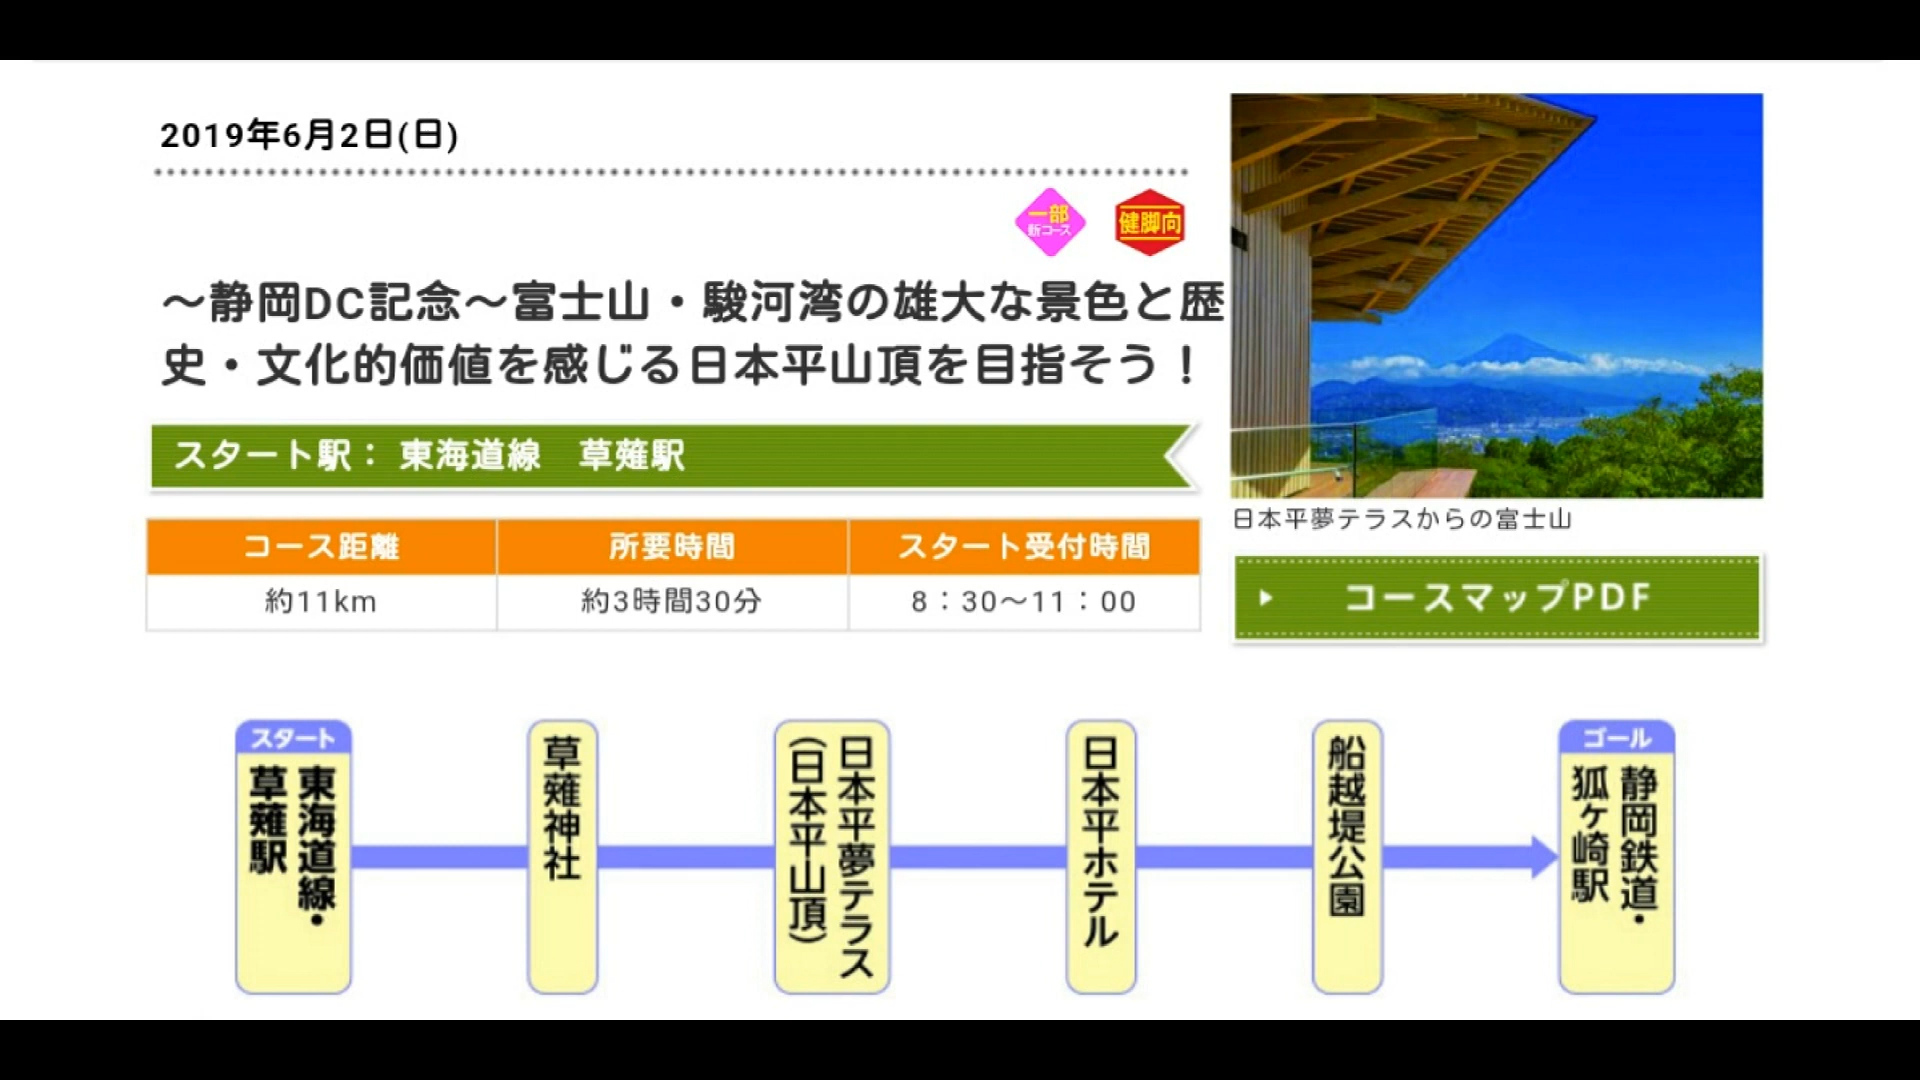 2019年6月2日(日)
一部
新コース
健脚向
～静岡DC記念～富士山・駿河湾の雄大な景色と歴
史・文化的価値を感じる日本平山頂を目指そう！
スタート駅： 東海道線　草薙駅
日本平夢テラスからの富士山
コース距離
所要時間
スタート受付時間
約11km
約3時間30分
8：30～11：00
コースマップPDF
スタート
東海道線・
草薙駅
草薙神社
日本平夢テラス
(日本平山頂)
日本平ホテル
船越堤公園
ゴール
静岡鉄道・
狐ヶ崎駅